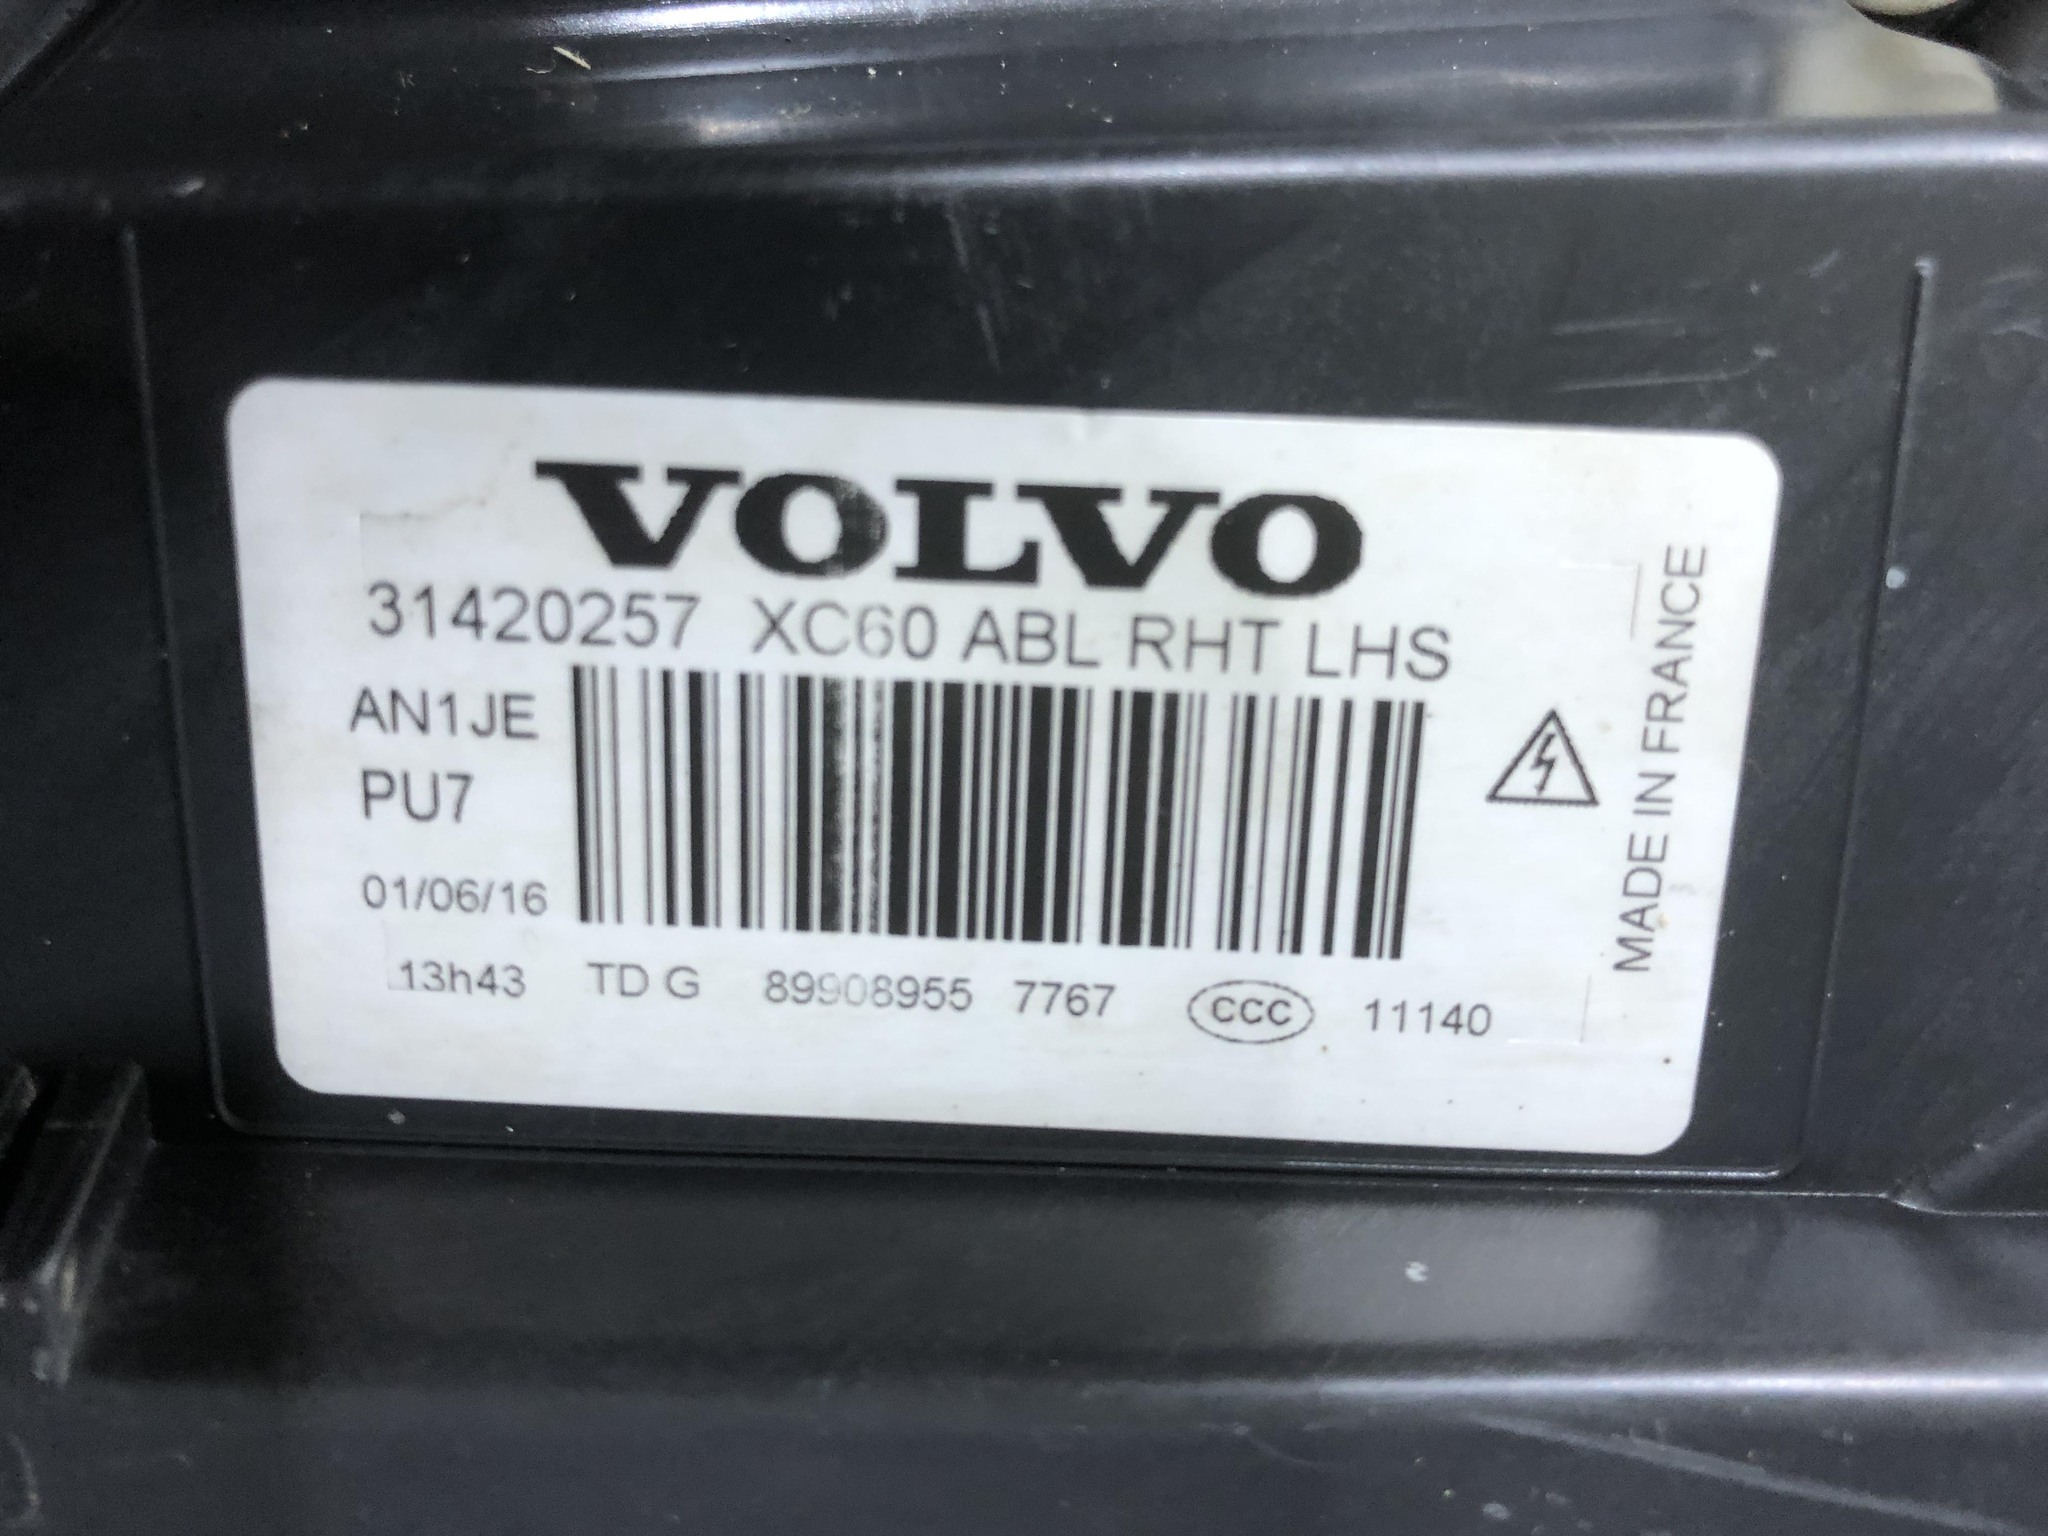 VOLVO
31420257 XC60 ABL RHT LHS
AN1JE
PU7
01/06/16
13h43 TD G 89908955 7767 CCC 11140
MADE IN FRANCE